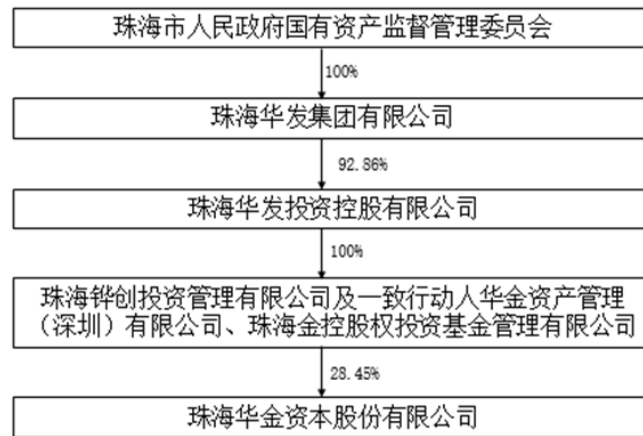 珠海市人民政府国有资产监督管理委员会
100%
珠海华发集团有限公司
92.86%
珠海华发投资控股有限公司
100%
珠海铧创投资管理有限公司及一致行动人华金资产管理
（深圳）有限公司、珠海金控股权投资基金管理有限公司
28.45%
珠海华金资本股份有限公司